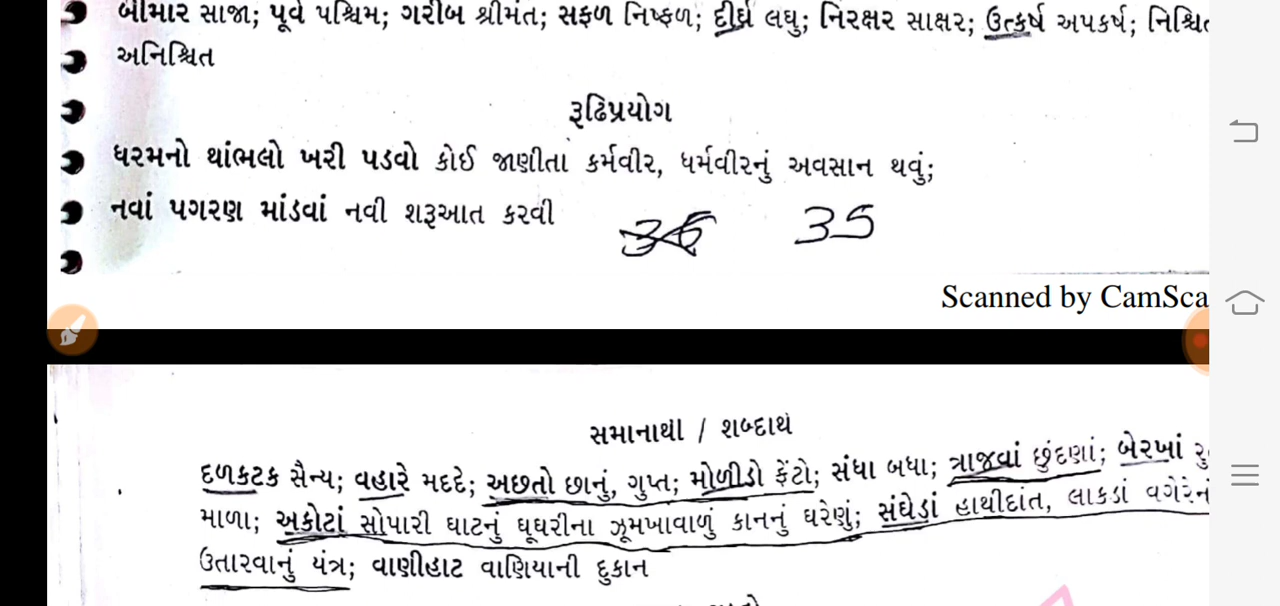 બીમાર સાજા; પૂર્વ પશ્ચિમ; ગરીબ શ્રીમંત; સફળ નિષ્ફળ; દીર્ઘ લઘુ; નિરક્ષર સાક્ષર; ઉત્કર્ષ અપકર્ષ; નિશ્ચિત
અનિશ્ચિત
રૂઢિપ્રયોગ
ધરમનો થાંભલો ખરી પડવો કોઈ જાણીતા કર્મવીર, ધર્મવીરનું અવસાન થવું;
નવાં પગરણ માંડવાં નવી શરૂઆત કરવી
36 35
Scanned by CamSca
સમાનાર્થી / શબ્દાર્થ
દળકટક સૈન્ય; વહારે મદદે; અછતો છાનું, ગુપ્ત; મોળીડો ફેંટો; સંધા બધા; ત્રાજવાં છૂંદણાં; બેરખાં
માળા; અકોટાં સોપારી ઘાટનું ઘૂઘરીના ઝૂમખાવાળું કાનનું ઘરેણું; સંઘેડાં હાથીદાંત, લાકડાં વગેરેનં
ઉતારવાનું યંત્ર; વાણીહાટ વાણિયાની દુકાન